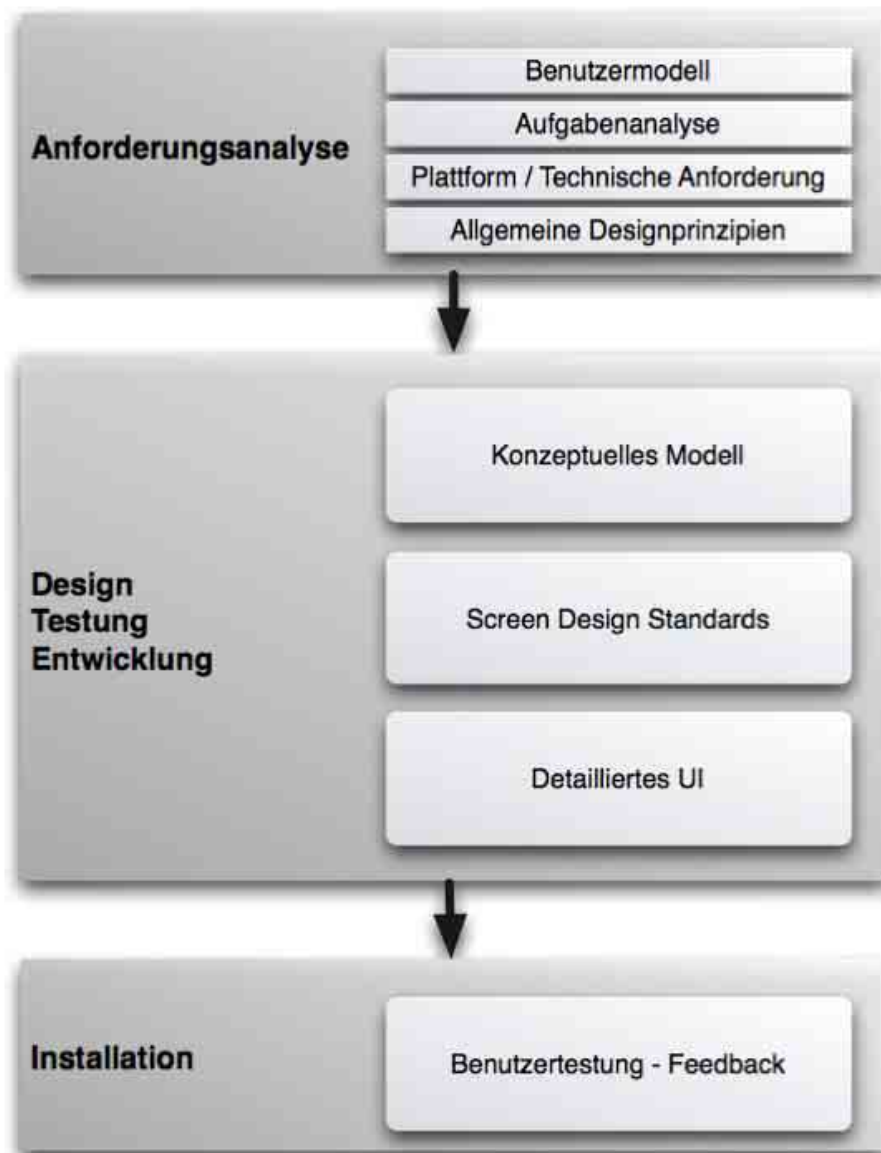 Anforderungsanalyse
Benutzermodell
Aufgabenanalyse
Plattform / Technische Anforderung
Allgemeine Designprinzipien
Design
Testung
Entwicklung
Konzeptuelles Modell
Screen Design Standards
Detailliertes UI
Installation
Benutzertestung - Feedback